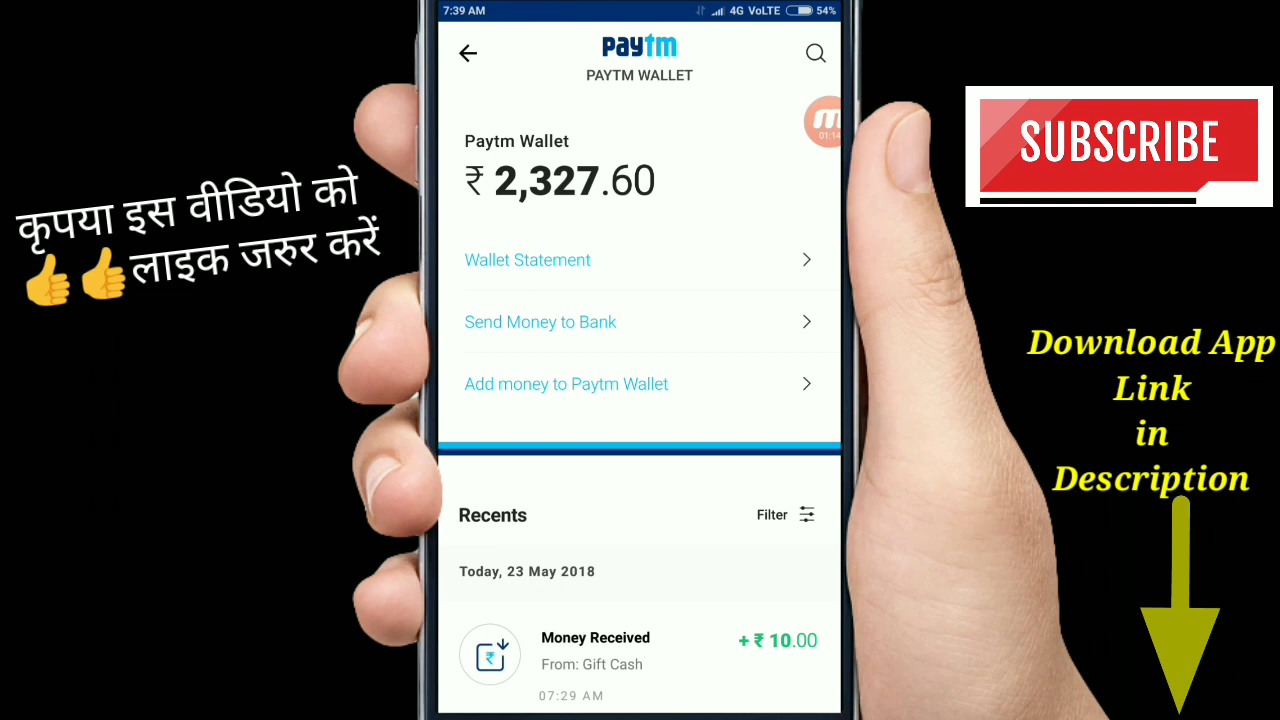 7:39 AM
4G VoLTE
54%
paytm
PAYTM WALLET
m
01:14
Paytm Wallet
₹ 2,327.60
Wallet Statement
Send Money to Bank
Add money to Paytm Wallet
Recents
Filter
Today, 23 May 2018
Money Received
+ ₹ 10.00
From: Gift Cash
07:29 AM
कृपया इस वीडियो को
👍👍लाइक जरुर करें
SUBSCRIBE
Download App
Link
in
Description